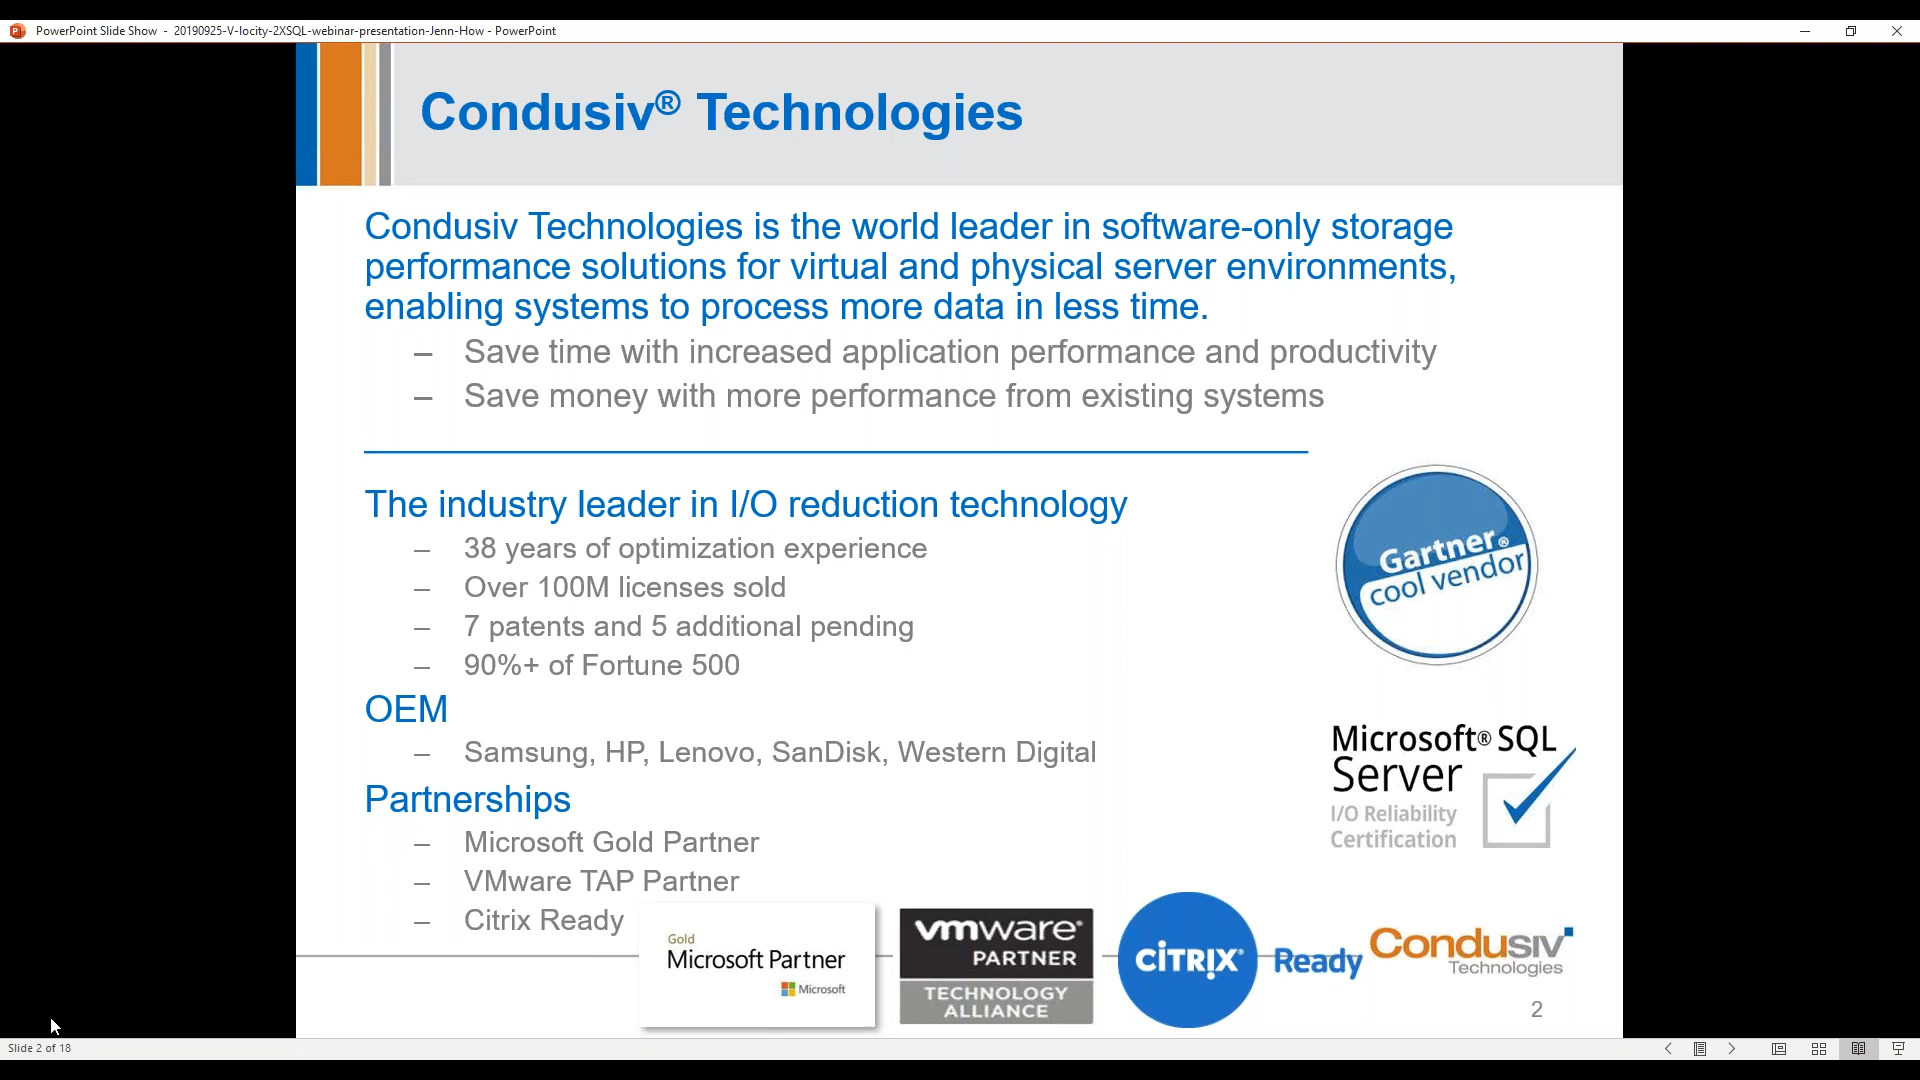 PowerPoint Slide Show - 20190925-V-locity-2XSQL-webinar-presentation-Jenn-How - PowerPoint
Condusiv® Technologies
Condusiv Technologies is the world leader in software-only storage
performance solutions for virtual and physical server environments,
enabling systems to process more data in less time.
– Save time with increased application performance and productivity
– Save money with more performance from existing systems
The industry leader in I/O reduction technology
– 38 years of optimization experience
– Over 100M licenses sold
– 7 patents and 5 additional pending
– 90%+ of Fortune 500
Gartner®
cool vendor
OEM
– Samsung, HP, Lenovo, SanDisk, Western Digital
Microsoft® SQL
Server
I/O Reliability
Certification
Partnerships
– Microsoft Gold Partner
– VMware TAP Partner
– Citrix Ready
Gold
Microsoft Partner
Microsoft
vmware®
PARTNER
TECHNOLOGY
ALLIANCE
CİTRIX® Ready
Condusiv
Technologies
2
Slide 2 of 18